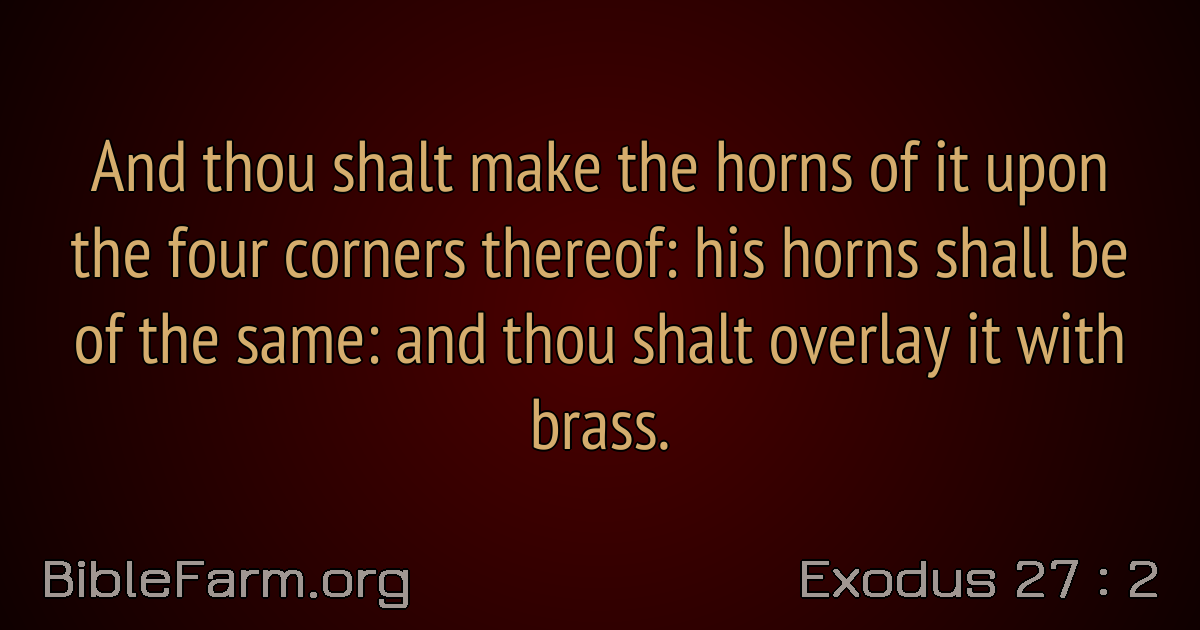 And thou shalt make the horns of it upon
the four corners thereof: his horns shall be
of the same: and thou shalt overlay it with
brass.
BibleFarm.org
Exodus 27 : 2